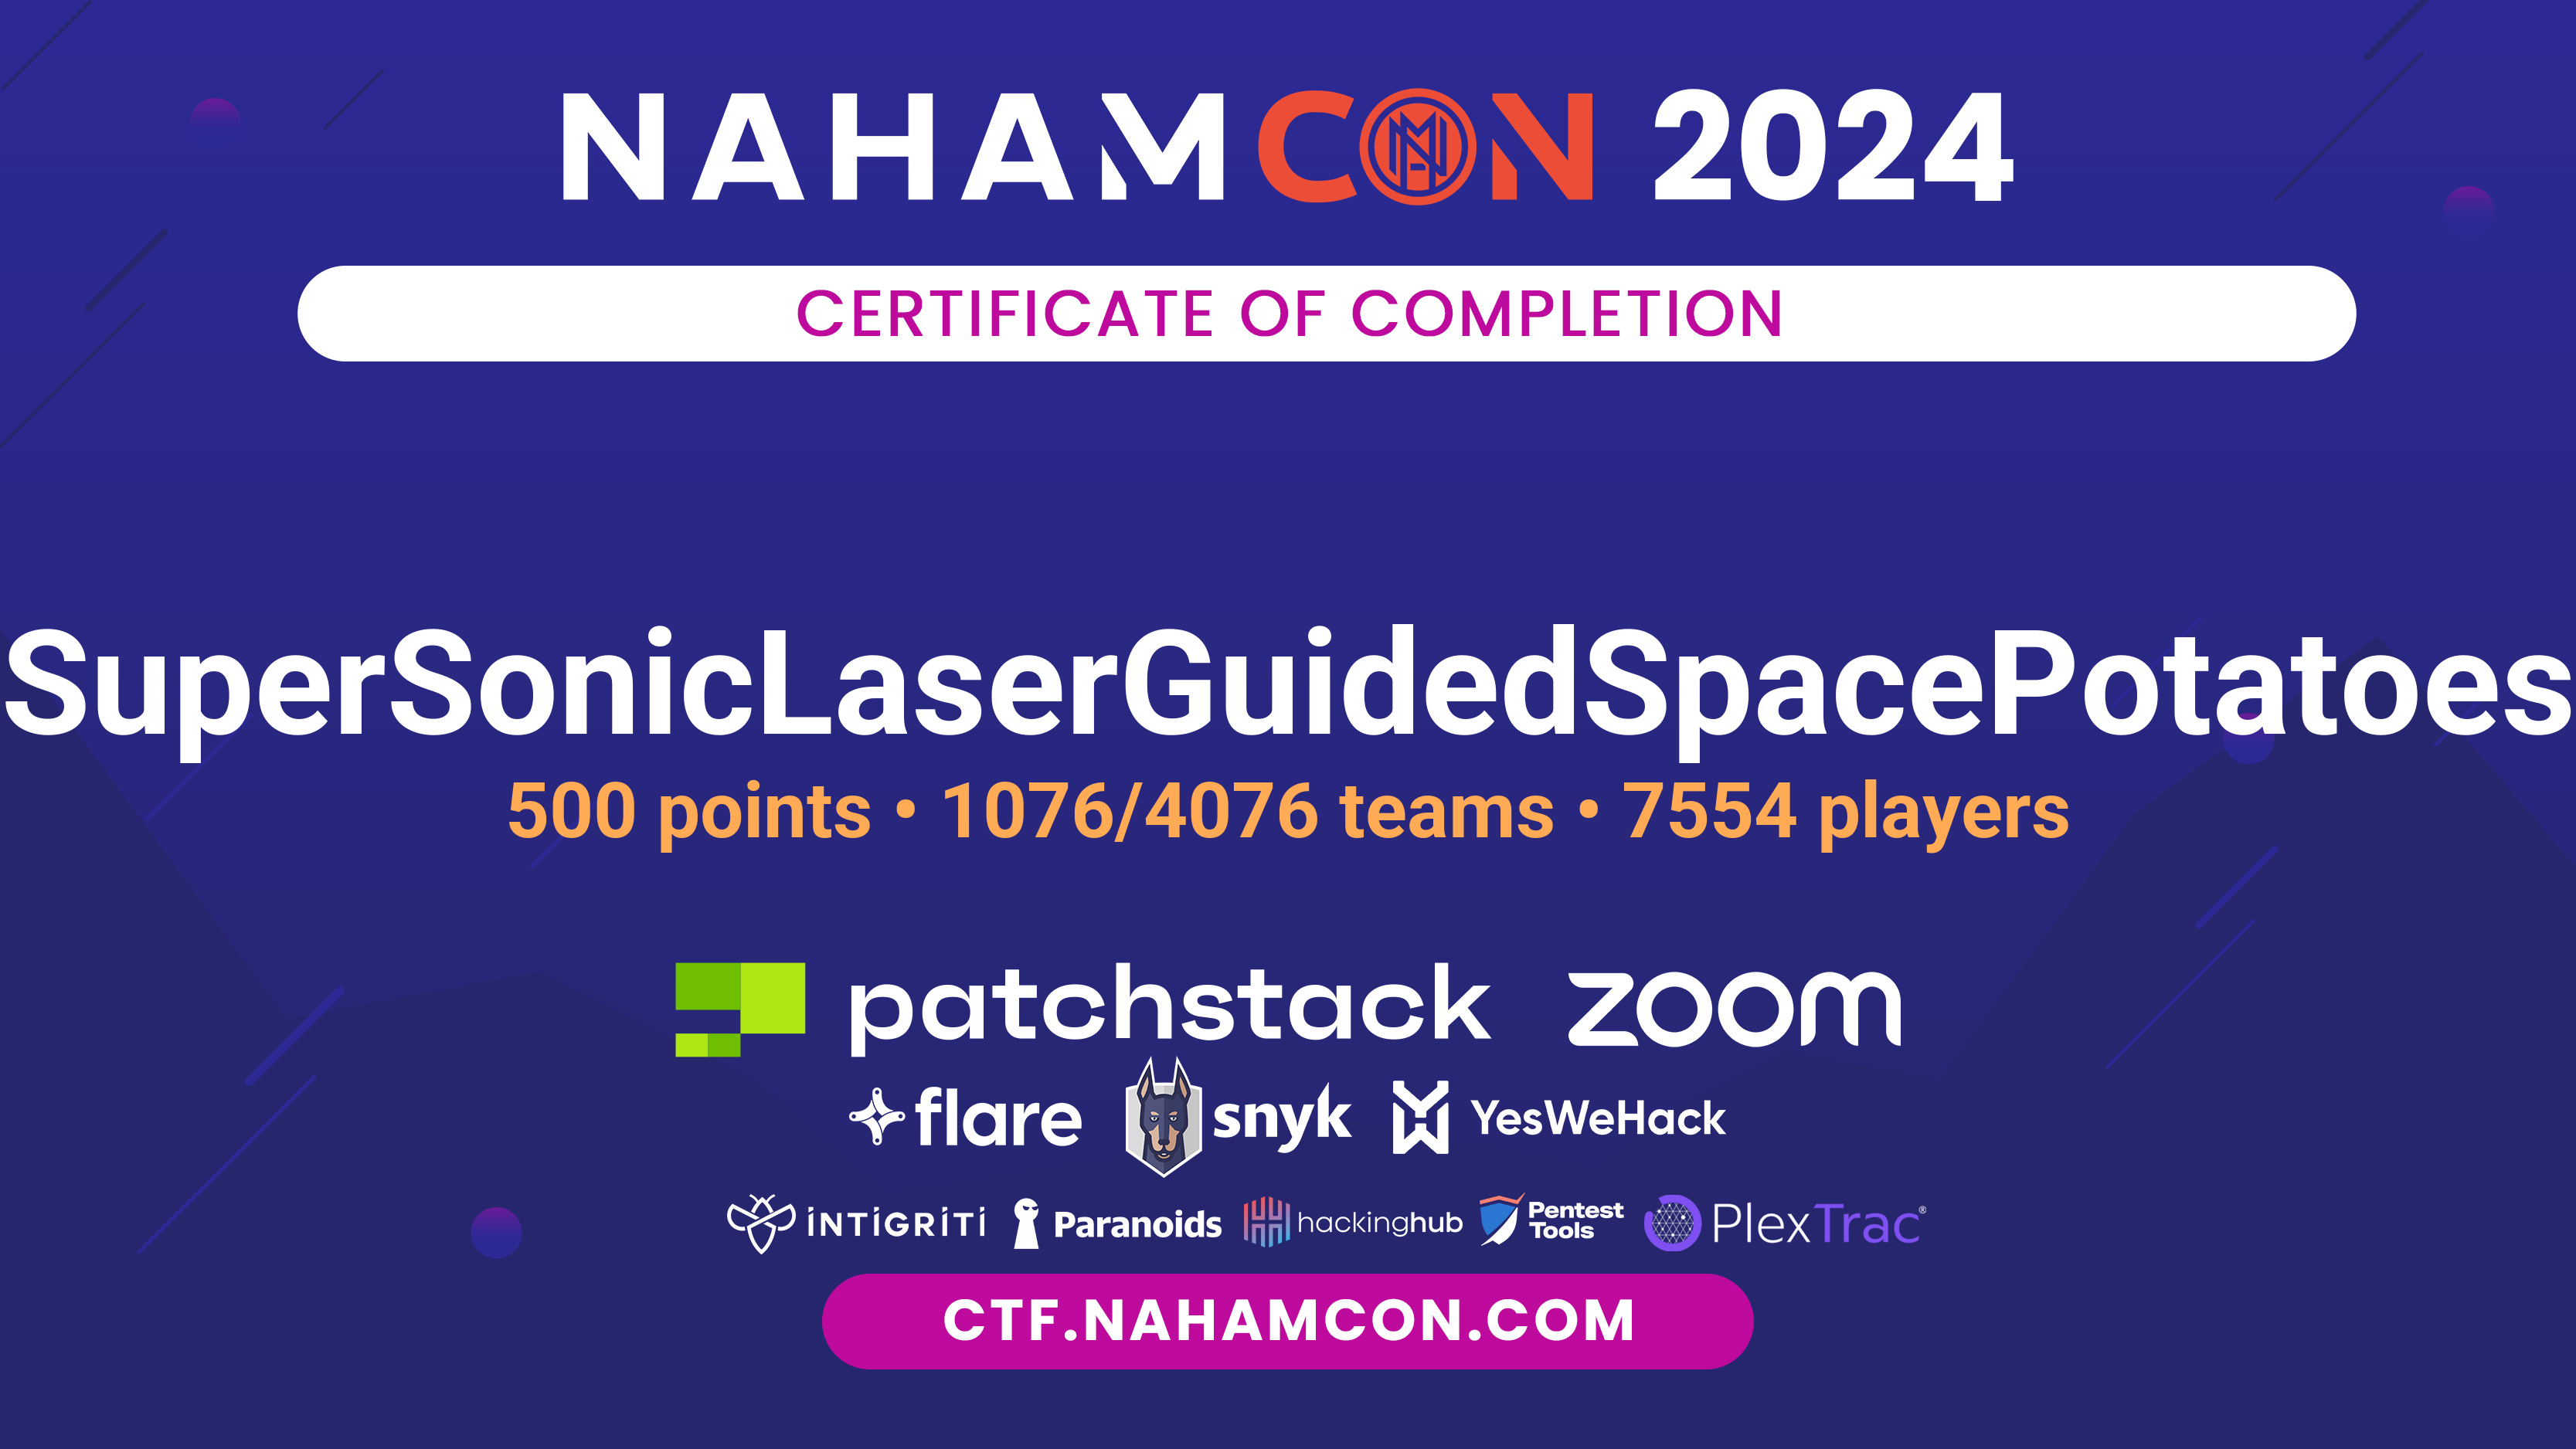 NAHAMCON 2024
CERTIFICATE OF COMPLETION
SuperSonicLaserGuidedSpacePotatoes
500 points • 1076/4076 teams • 7554 players
patchstack zoom
flare snyk YesWeHack
INTIGRITI Paranoids hackinghub Pentest Tools PlexTrac®
CTF.NAHAMCON.COM